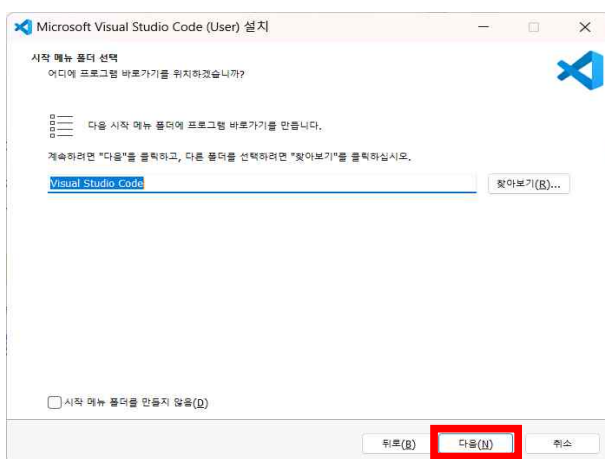 Microsoft Visual Studio Code (User) 설치
시작 메뉴 폴더 선택
어디에 프로그램 바로가기를 위치하겠습니까?
다음 시작 메뉴 폴더에 프로그램 바로가기를 만듭니다.
계속하려면 "다음"을 클릭하고, 다른 폴더를 선택하려면 "찾아보기"를 클릭하십시오.
Visual Studio Code 찾아보기(R)...
시작 메뉴 폴더를 만들지 않음(D)
뒤로(B) 다음(N) 취소